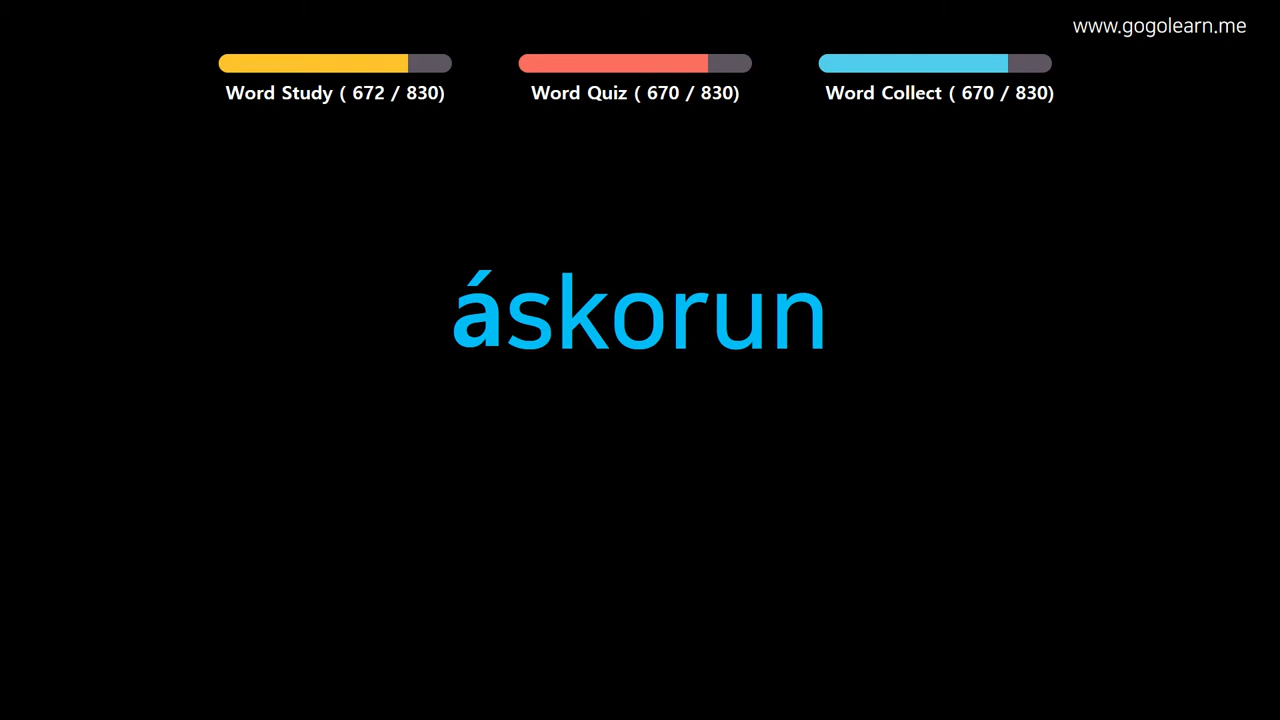 www.gogolearn.me
Word Study ( 672 / 830)
Word Quiz ( 670 / 830)
Word Collect ( 670 / 830)
áskorun